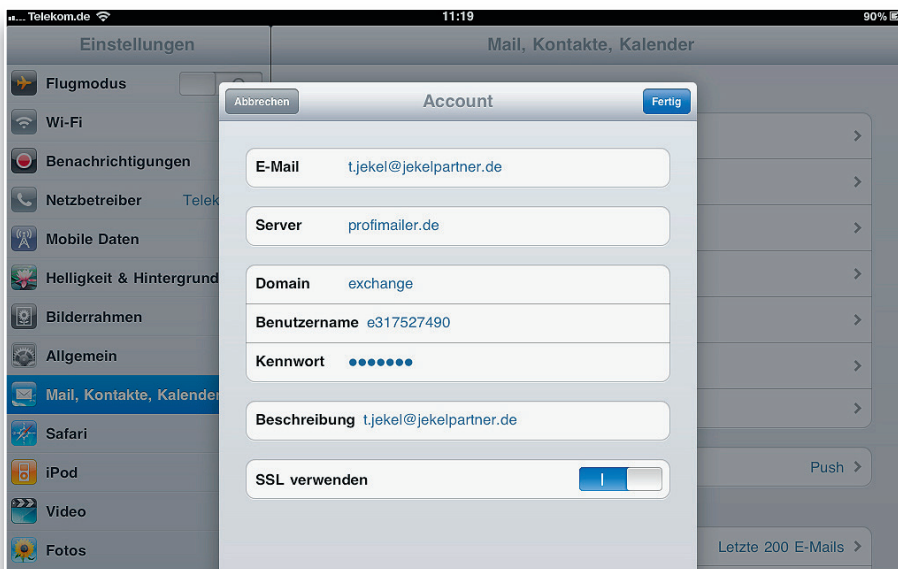 Telekom.de 11:19 90%
Einstellungen
Mail, Kontakte, Kalender
Flugmodus
Wi-Fi
Benachrichtigungen
Netzbetreiber Telek
Mobile Daten
Helligkeit & Hintergrund
Bilderrahmen
Allgemein
Mail, Kontakte, Kalender
Safari
iPod
Video
Fotos
Abbrechen Account Fertig
E-Mail t.jekel@jekelpartner.de
Server profimailer.de
Domain exchange
Benutzername e317527490
Kennwort •••••••
Beschreibung t.jekel@jekelpartner.de
SSL verwenden
Push
Letzte 200 E-Mails